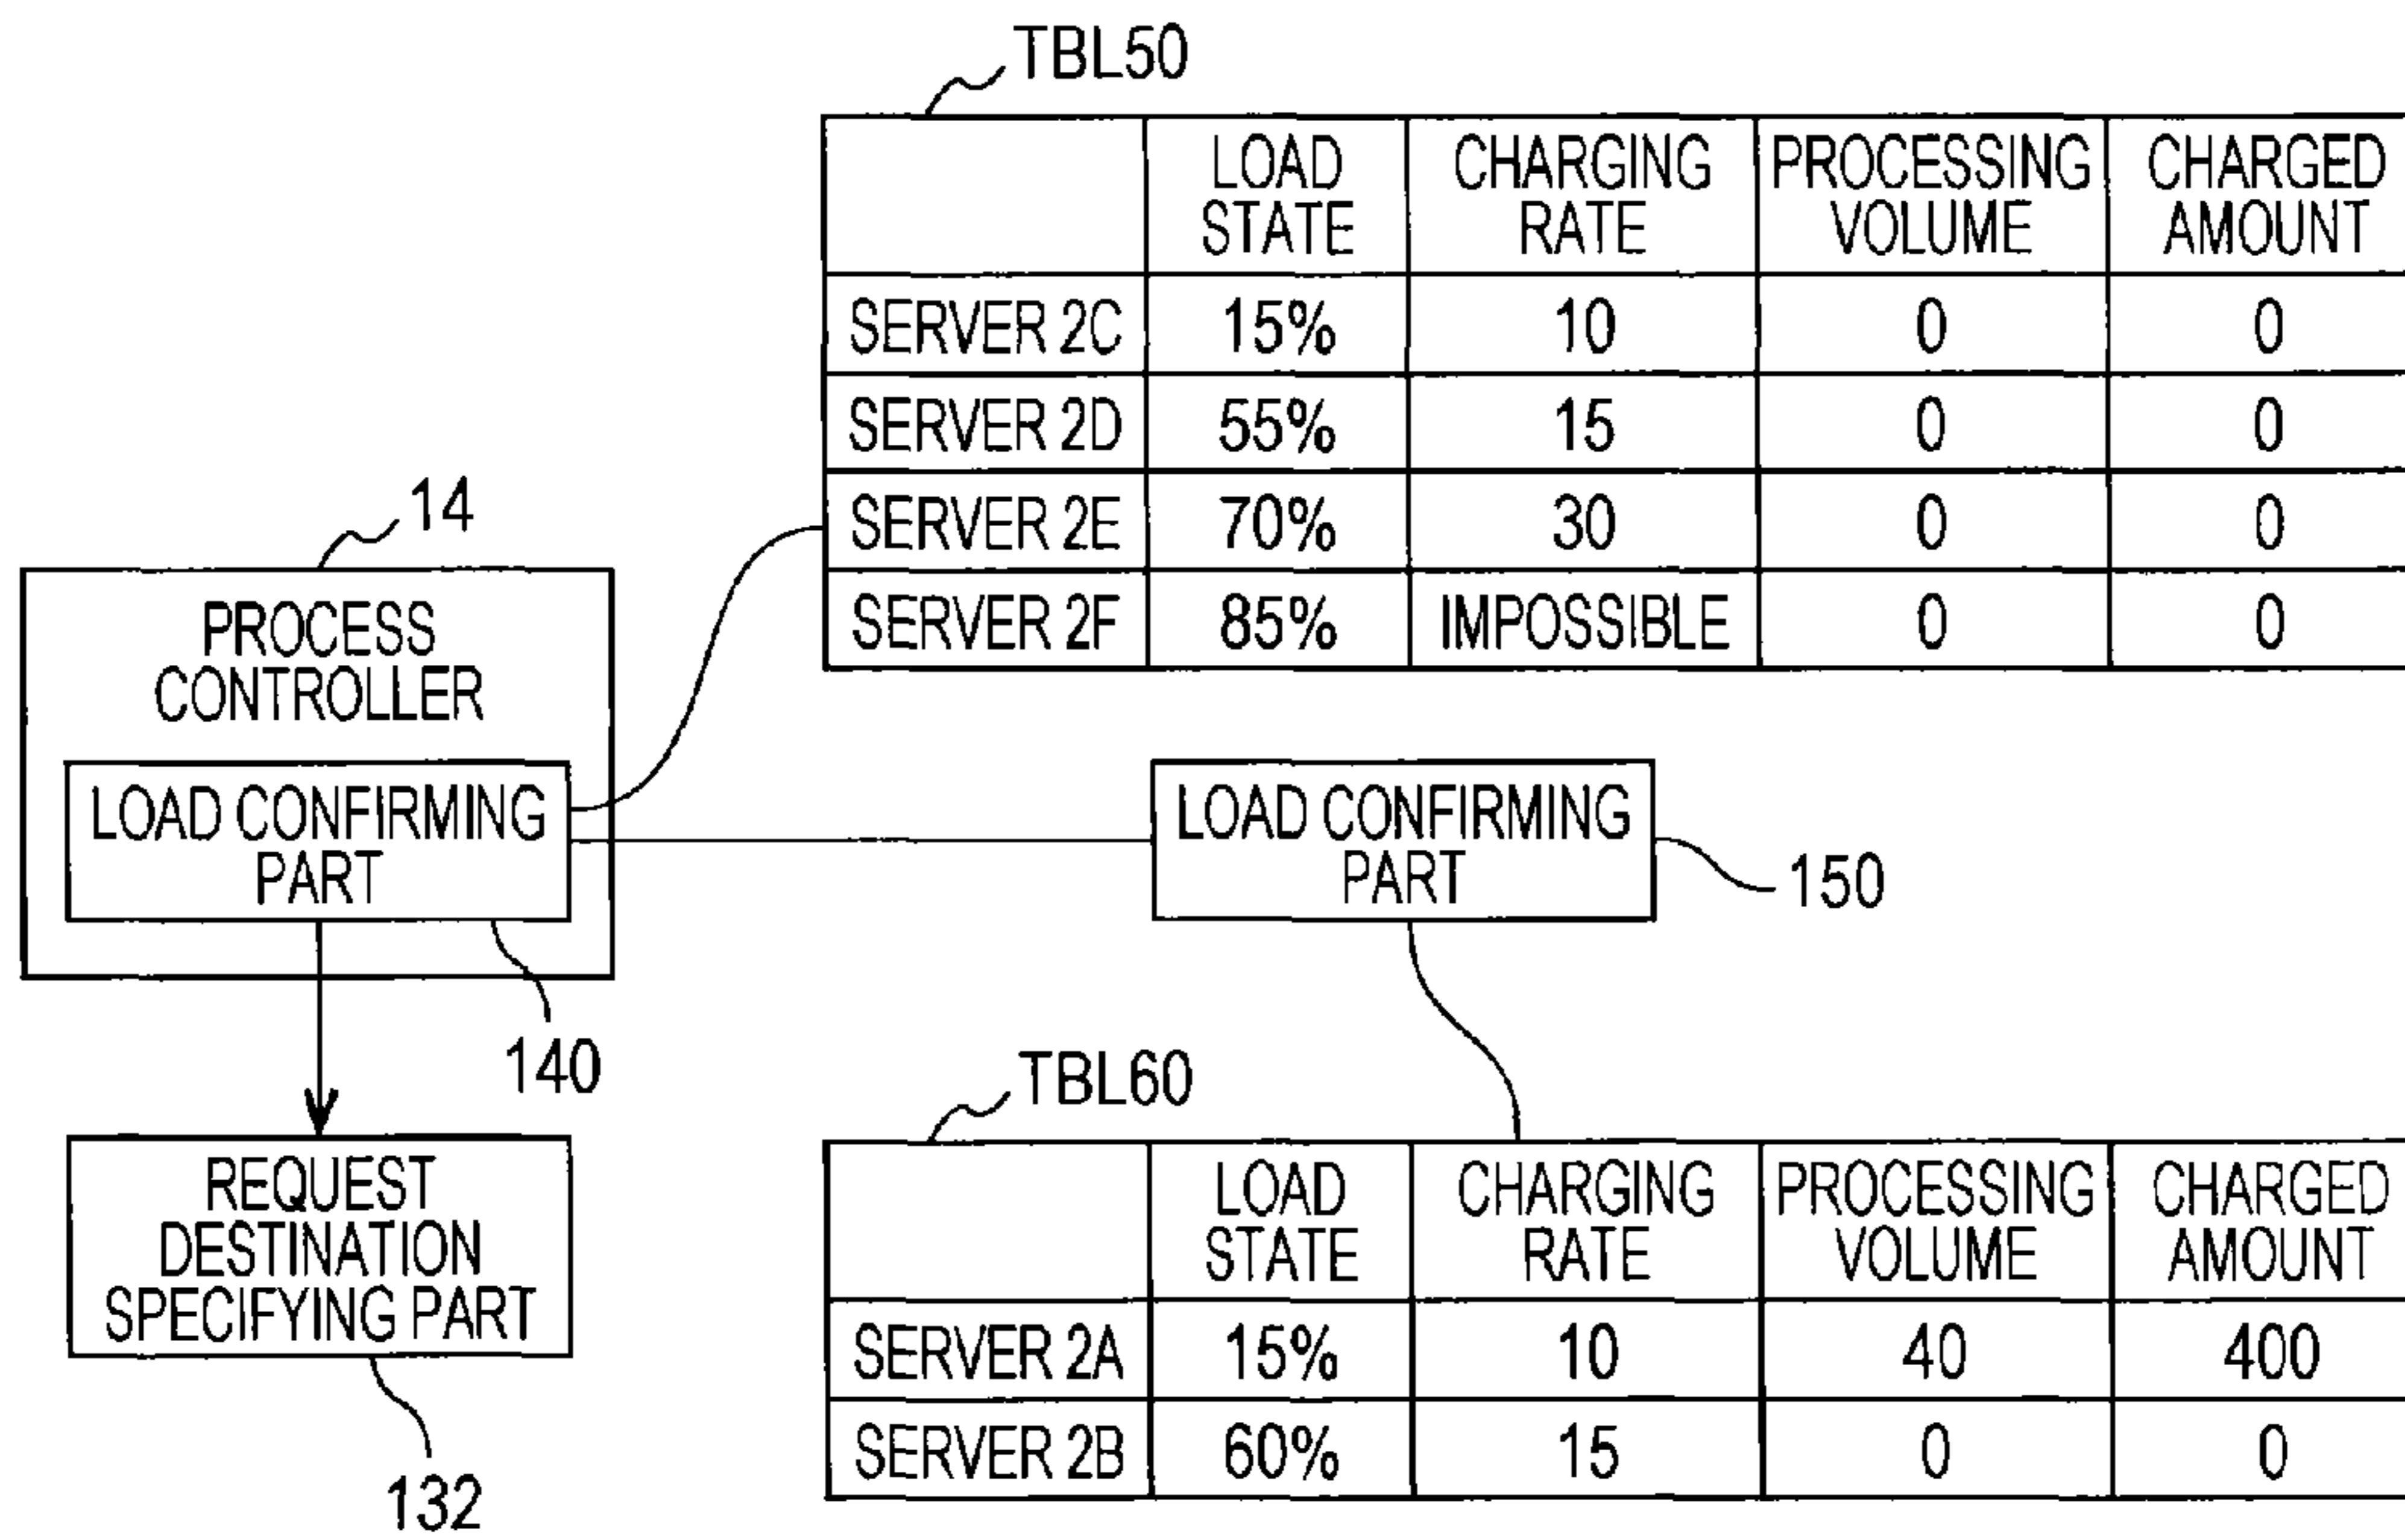 TBL50
LOAD STATE CHARGING RATE PROCESSING VOLUME CHARGED AMOUNT
SERVER 2C 15% 10 0 0
SERVER 2D 55% 15 0 0
SERVER 2E 70% 30 0 0
SERVER 2F 85% IMPOSSIBLE 0 0
14
PROCESS
CONTROLLER
LOAD CONFIRMING
PART
140
LOAD CONFIRMING
PART
150
REQUEST
DESTINATION
SPECIFYING PART
132
TBL60
LOAD STATE CHARGING RATE PROCESSING VOLUME CHARGED AMOUNT
SERVER 2A 15% 10 40 400
SERVER 2B 60% 15 0 0